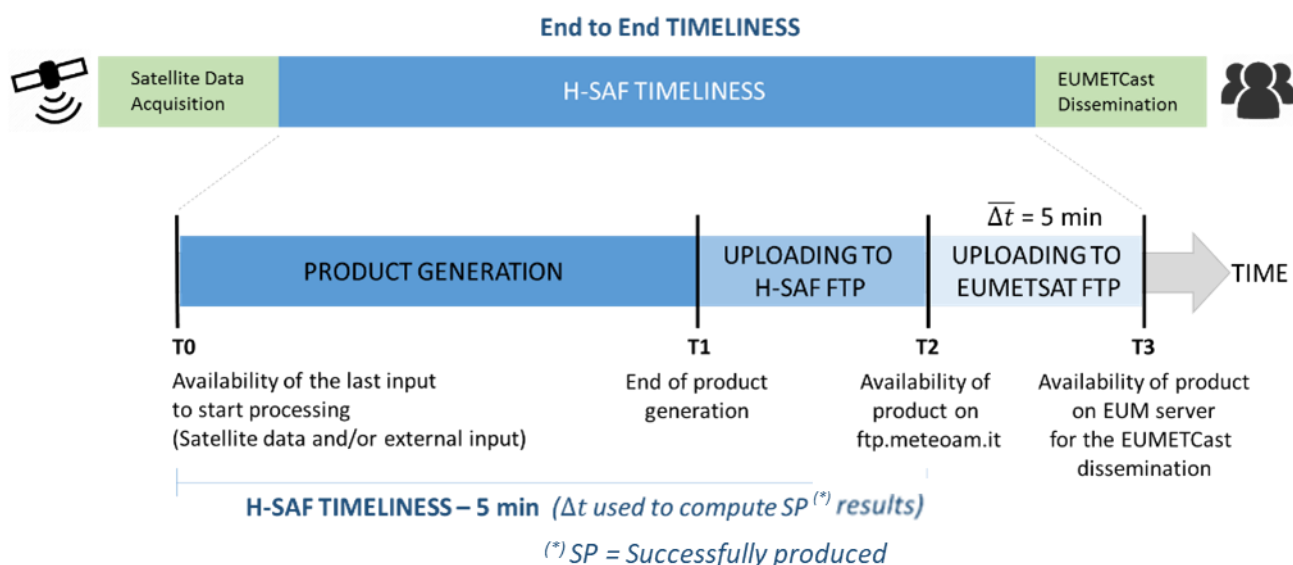 End to End TIMELINESS
Satellite Data
Acquisition
H-SAF TIMELINESS
EUMETCast
Dissemination
Δt̅ = 5 min
PRODUCT GENERATION
UPLOADING TO
H-SAF FTP
UPLOADING TO
EUMETSAT FTP
TIME
T0
T1
T2
T3
Availability of the last input
to start processing
(Satellite data and/or external input)
End of product
generation
Availability of
product on
ftp.meteoam.it
Availability of product
on EUM server
for the EUMETCast
dissemination
H-SAF TIMELINESS – 5 min (Δt used to compute SP (*) results)
(*) SP = Successfully produced